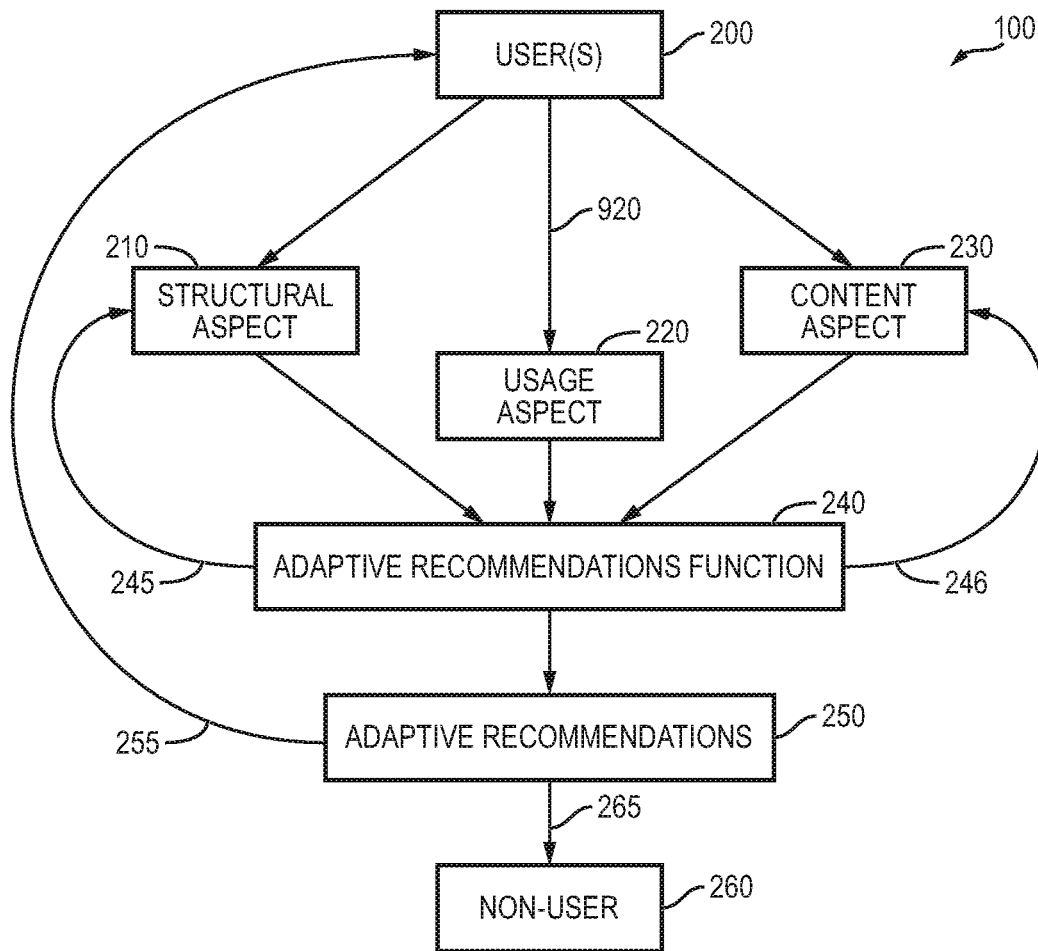 200
100
USER(S)
920
210
230
STRUCTURAL
ASPECT
CONTENT
ASPECT
220
USAGE
ASPECT
240
ADAPTIVE RECOMMENDATIONS FUNCTION
245
246
250
ADAPTIVE RECOMMENDATIONS
255
265
260
NON-USER